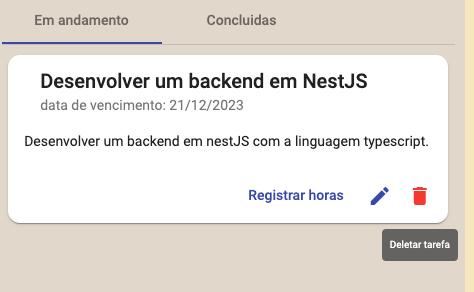 Em andamento
Concluidas
Desenvolver um backend em NestJS
data de vencimento: 21/12/2023
Desenvolver um backend em nestJS com a linguagem typescript.
Registrar horas
Deletar tarefa